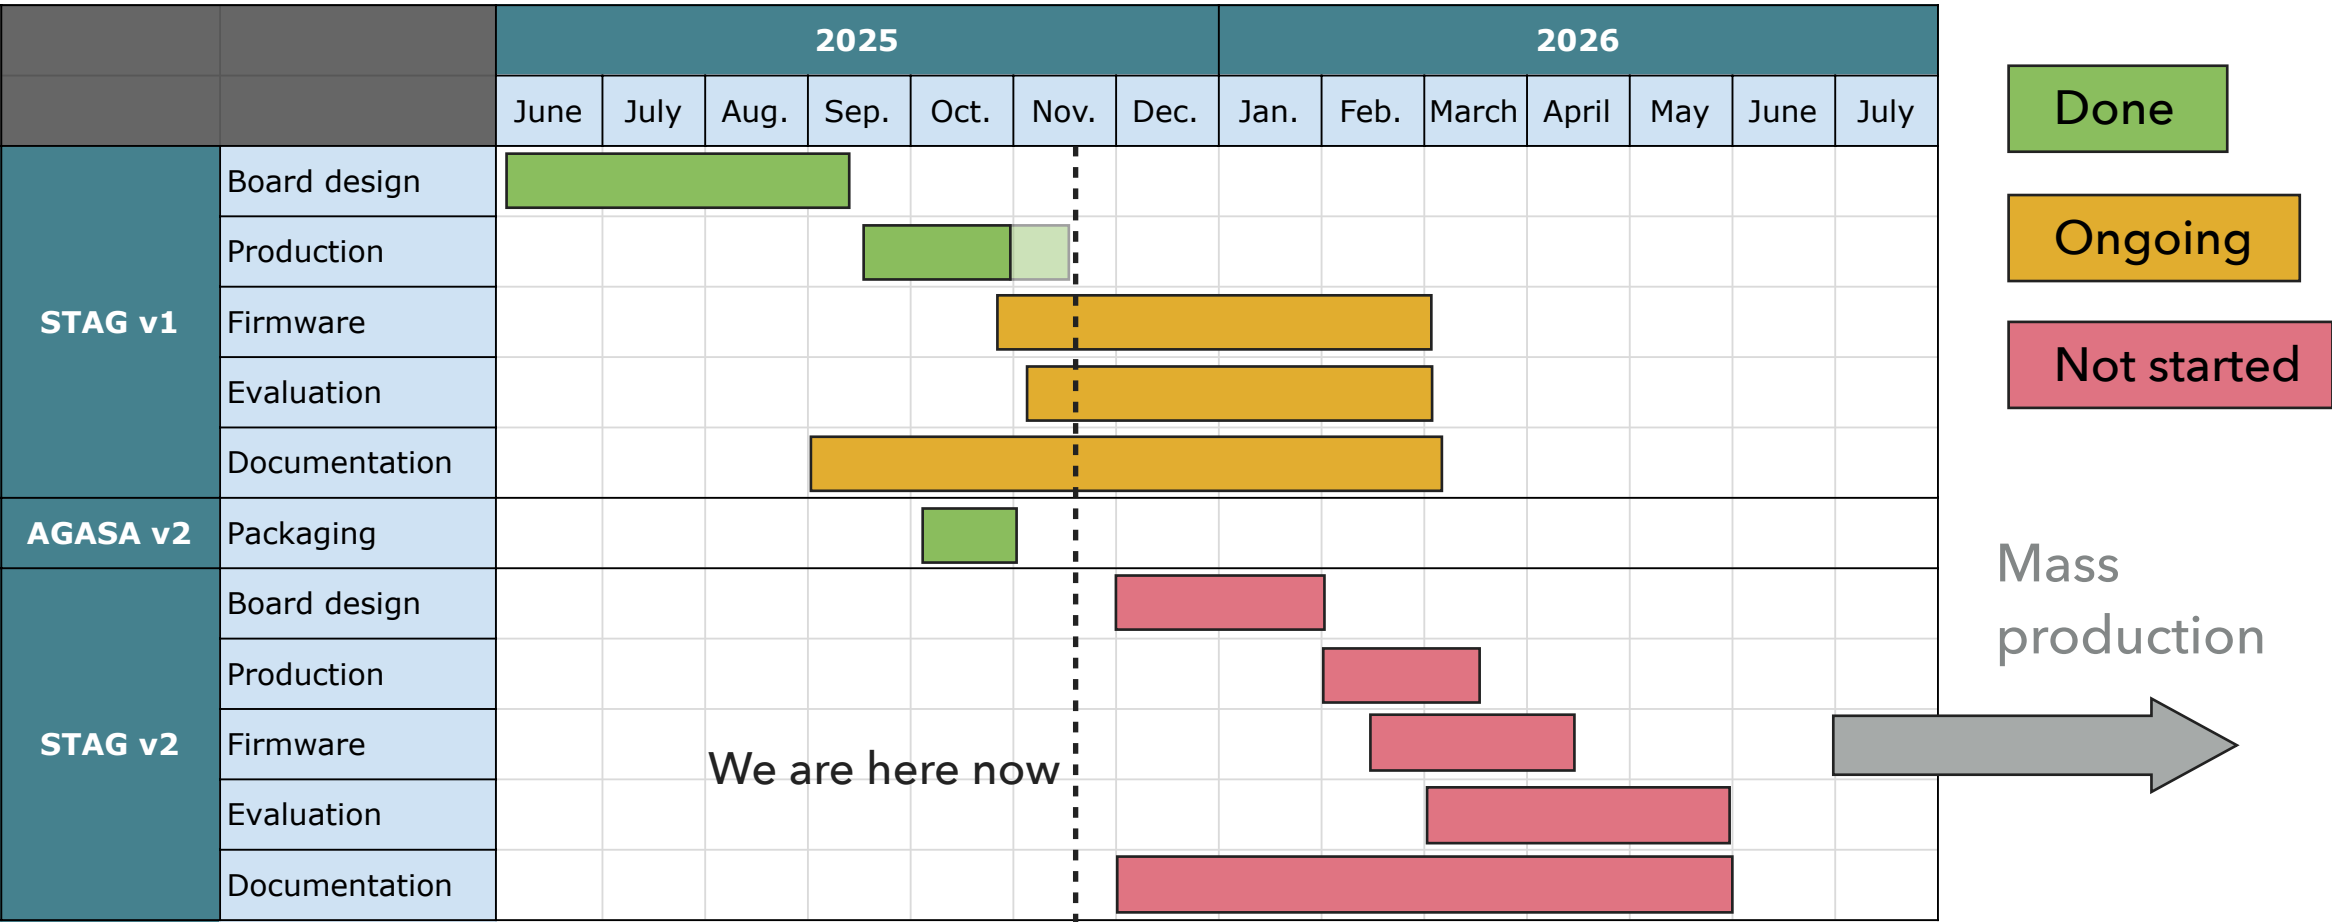 2025 2026
June July Aug. Sep. Oct. Nov. Dec. Jan. Feb. March April May June July
Done
Ongoing
Not started
STAG v1
Board design
Production
Firmware
Evaluation
Documentation
AGASA v2
Packaging
STAG v2
Board design
Production
Firmware
Evaluation
Documentation
We are here now
Mass
production